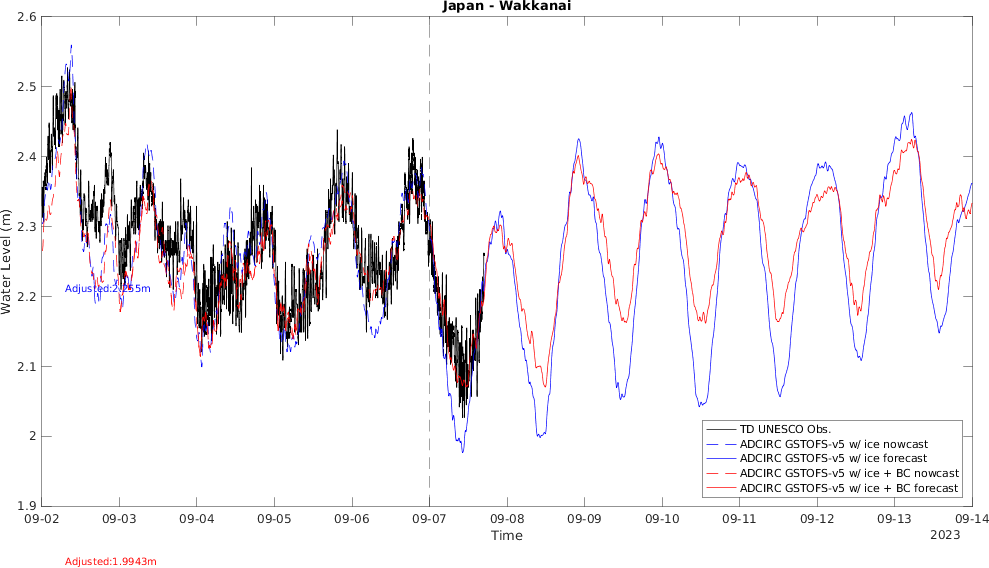 Japan - Wakkanai
2.6
2.5
2.4
2.3
2.2
2.1
2
1.9
Water Level (m)
Adjusted:2.255m
TD UNESCO Obs.
ADCIRC GSTOFS-v5 w/ ice nowcast
ADCIRC GSTOFS-v5 w/ ice forecast
ADCIRC GSTOFS-v5 w/ ice + BC nowcast
ADCIRC GSTOFS-v5 w/ ice + BC forecast
09-02 09-03 09-04 09-05 09-06 09-07 09-08 09-09 09-10 09-11 09-12 09-13 09-14
Time
2023
Adjusted:1.9943m